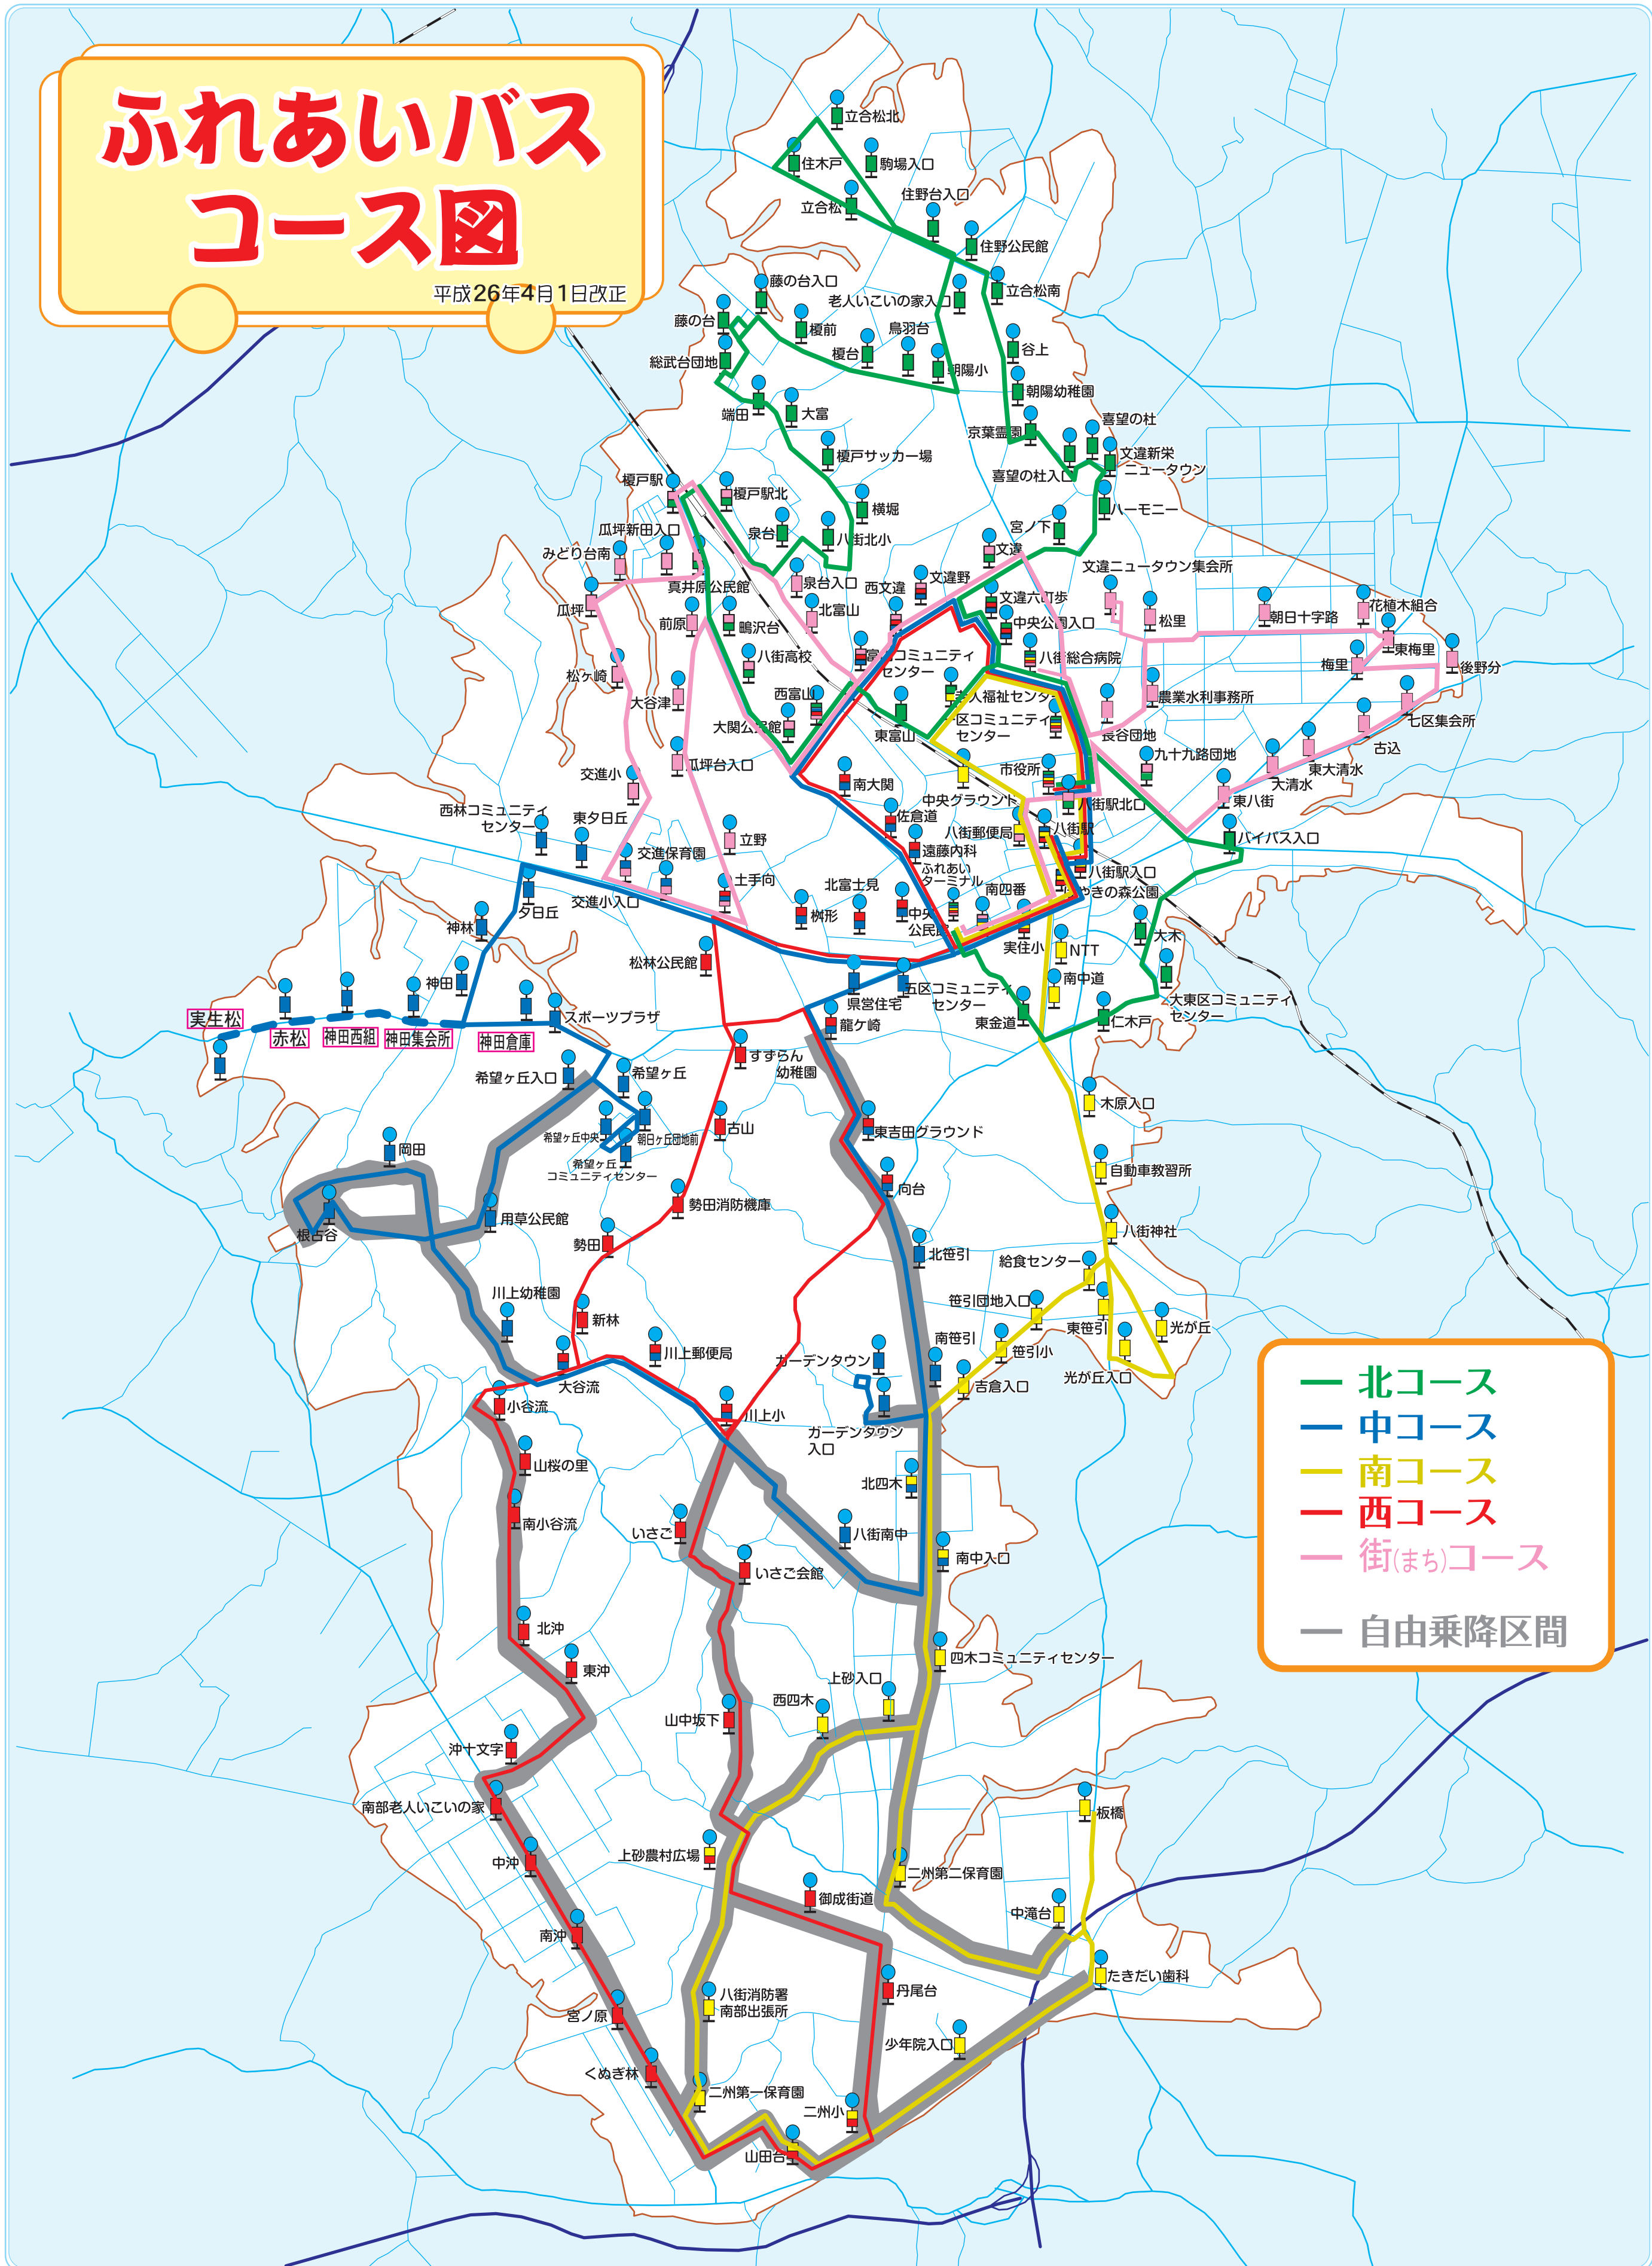 ふれあいバス
コース図
平成26年4月1日改正
立合松北
住木戸
駒場入口
立合松
住野台入口
住野公民館
藤の台入口
老人いこいの家入口
立合松南
藤の台
榎前
鳥羽台
榎台
谷上
総武台団地
朝陽小
朝陽幼稚園
端田
大富
京葉霊園
喜望の杜
榎戸サッカー場
文違新栄
ニュータウン
喜望の杜入口
榎戸駅
榎戸駅北
横堀
ハーモニー
瓜坪新田入口
泉台
八街北小
宮ノ下
みどり台南
文違
文違ニュータウン集会所
真井原公民館
泉台入口
西文違
文違野
文違六町歩
瓜坪
北富山
花植木組合
前原
鴫沢台
中央公園入口
松里
朝日十字路
八街高校
コミュニティ
センター
八街総合病院
東梅里
梅里
後野分
松ヶ崎
大谷津
西富山
老人福祉センター
農業水利事務所
大関公民館
東富山
区コミュニティ
センター
長谷団地
七区集会所
古込
瓜坪台入口
九十九路団地
東大清水
交進小
南大関
市役所
大清水
中央グラウンド
八街駅北口
東八街
西林コミュニティ
センター
東夕日丘
佐倉道
八街郵便局
八街駅
バイパス入口
立野
遠藤内科
交進保育園
ふれあい
ターミナル
八街駅入口
土手向
北富士見
南四番
けやきの森公園
交進小入口
夕日丘
桝形
中央
公民館
神林
実住小
NTT
大木
松林公民館
神田
県営住宅
五区コミュニティ
センター
南中道
大東区コミュニティ
センター
実生松
赤松
神田西組
神田集会所
神田倉庫
スポーツプラザ
龍ケ崎
東金道
仁木戸
すずらん
幼稚園
希望ヶ丘入口
希望ヶ丘
木原入口
希望ヶ丘中央
朝日ヶ丘団地前
古山
東吉田グラウンド
岡田
希望ヶ丘
コミュニティセンター
自動車教習所
向台
勢田消防機庫
根古谷
用草公民館
八街神社
勢田
北笹引
給食センター
川上幼稚園
笹引団地入口
新林
東笹引
光が丘
南笹引
笹引小
川上郵便局
ガーデンタウン
光が丘入口
大谷流
吉倉入口
小谷流
川上小
ガーデンタウン
入口
山桜の里
北四木
南小谷流
いさご
八街南中
南中入口
いさご会館
北沖
四木コミュニティセンター
東沖
上砂入口
西四木
山中坂下
沖十文字
南部老人いこいの家
板橋
中沖
上砂農村広場
二州第二保育園
御成街道
中滝台
南沖
たきだい歯科
八街消防署
南部出張所
丹尾台
宮ノ原
少年院入口
くぬぎ林
二州第一保育園
二州小
山田台
北コース
中コース
南コース
西コース
街(まち)コース
自由乗降区間